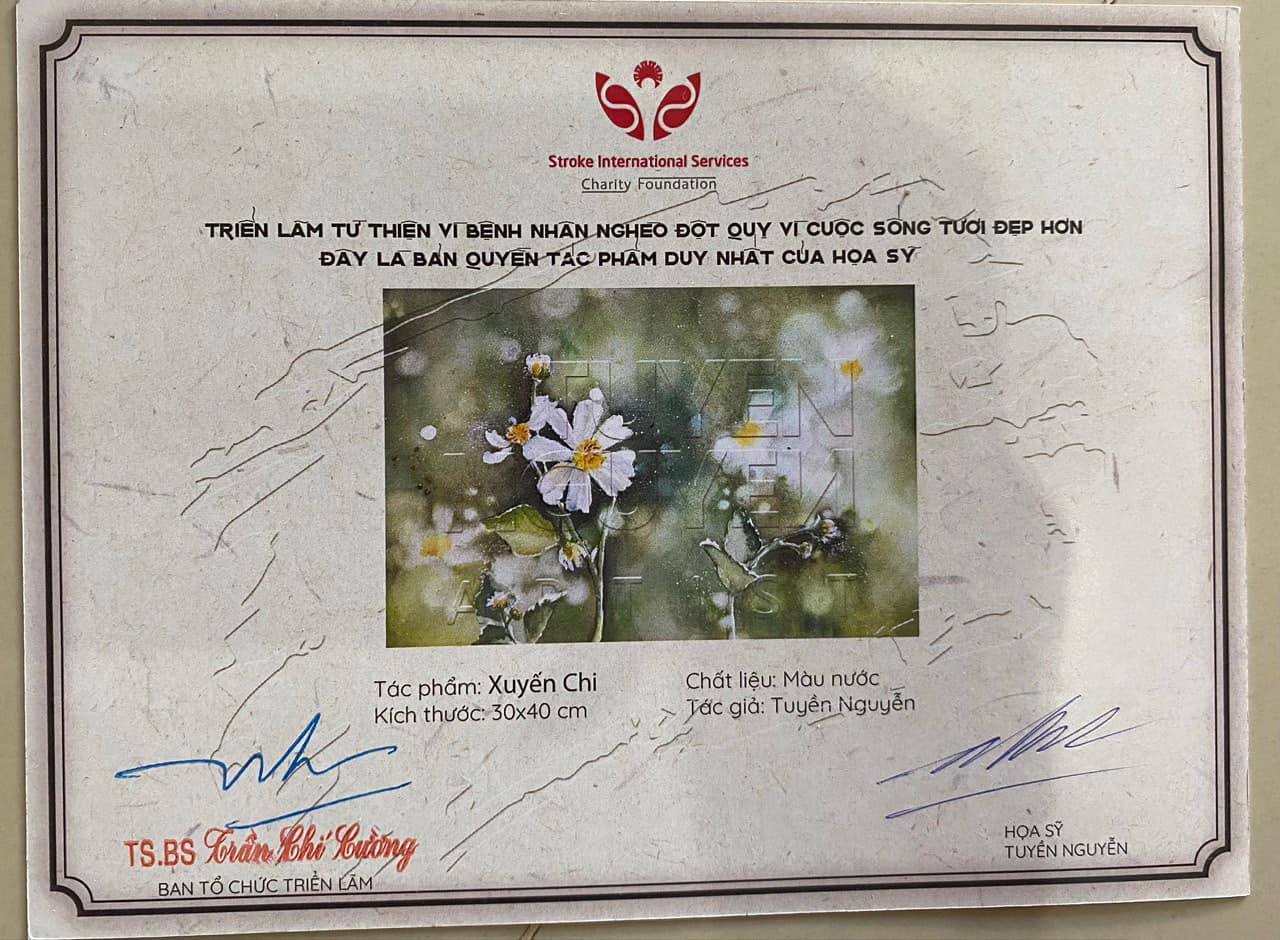 Stroke International Services
Charity Foundation
TRIỂN LÃM TỪ THIỆN VÌ BỆNH NHÂN NGHÈO ĐỘT QUỴ VÌ CUỘC SỐNG TƯƠI ĐẸP HƠN
ĐÂY LÀ BẢN QUYỀN TÁC PHẨM DUY NHẤT CỦA HỌA SỸ
TUYEN
NGUYEN
ARTIST
Tác phẩm: Xuyến Chi
Kích thước: 30x40 cm
Chất liệu: Màu nước
Tác giả: Tuyền Nguyễn
TS.BS Trần Chí Cường
BAN TỔ CHỨC TRIỂN LÃM
HỌA SỸ
TUYỀN NGUYỄN